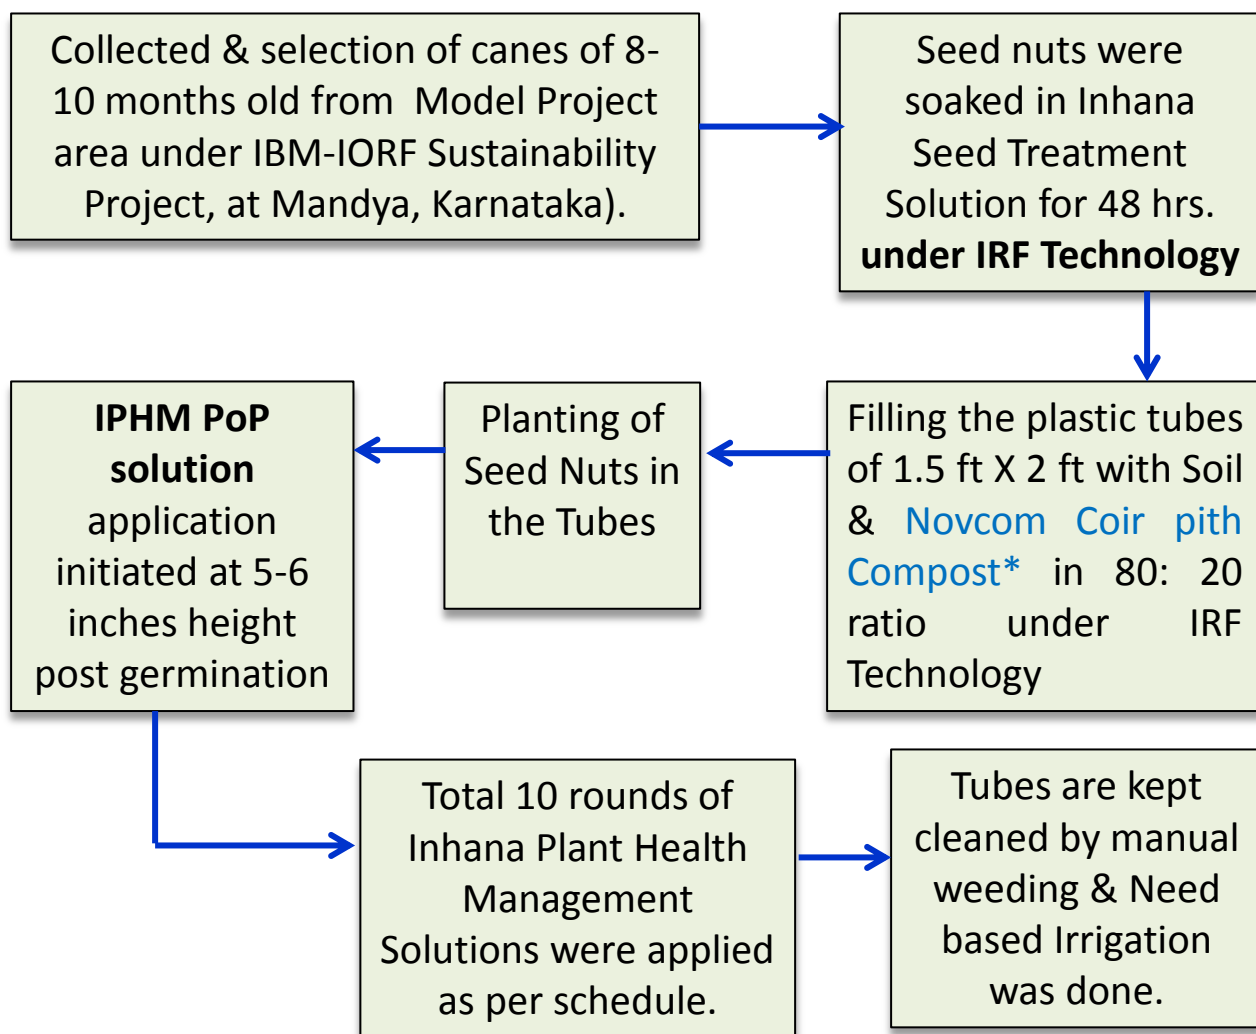 Collected & selection of canes of 8-
10 months old from Model Project
area under IBM-IORF Sustainability
Project, at Mandya, Karnataka).
Seed nuts were
soaked in Inhana
Seed Treatment
Solution for 48 hrs.
under IRF Technology
Filling the plastic tubes
of 1.5 ft X 2 ft with Soil
& Novcom Coir pith
Compost* in 80: 20
ratio under IRF
Technology
Planting of
Seed Nuts in
the Tubes
IPHM PoP
solution
application
initiated at 5-6
inches height
post germination
Total 10 rounds of
Inhana Plant Health
Management
Solutions were applied
as per schedule.
Tubes are kept
cleaned by manual
weeding & Need
based Irrigation
was done.